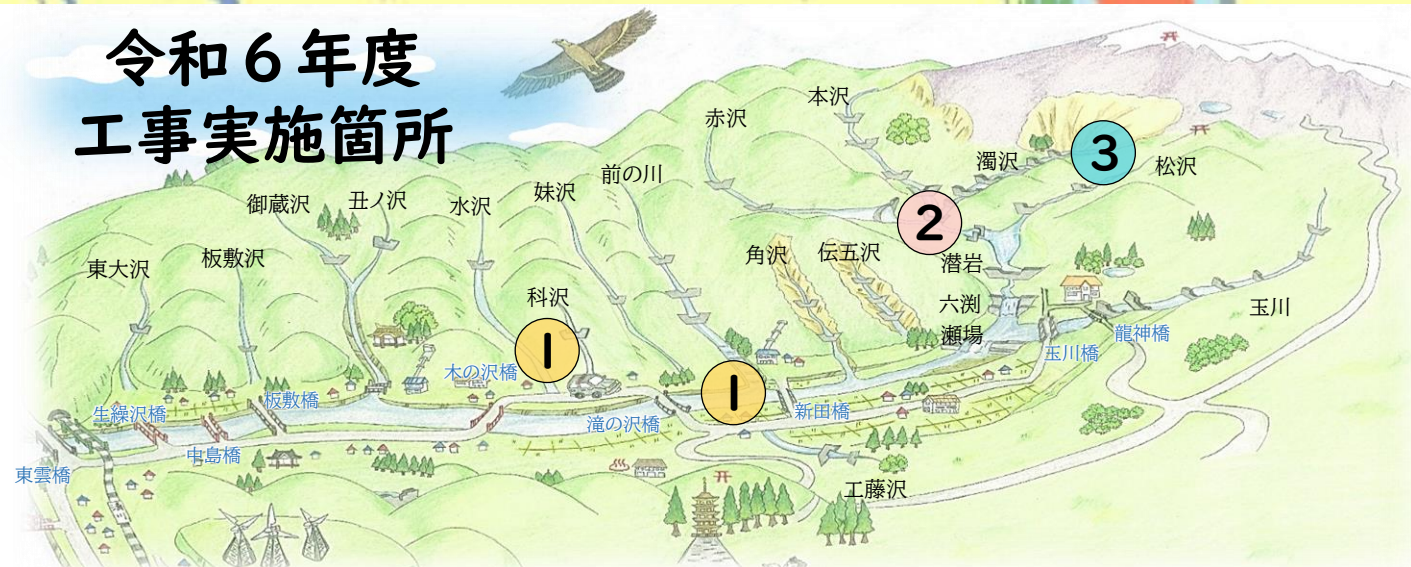 令和６年度
工事実施箇所
本沢
赤沢
濁沢
3
松沢
前の川
妹沢
丑ノ沢
御蔵沢
水沢
2
角沢
伝五沢
板敷沢
東大沢
潜岩
科沢
六渕
玉川
瀬場
龍神橋
玉川橋
1
木の沢橋
1
板敷橋
生繰沢橋
新田橋
滝の沢橋
中島橋
東雲橋
工藤沢